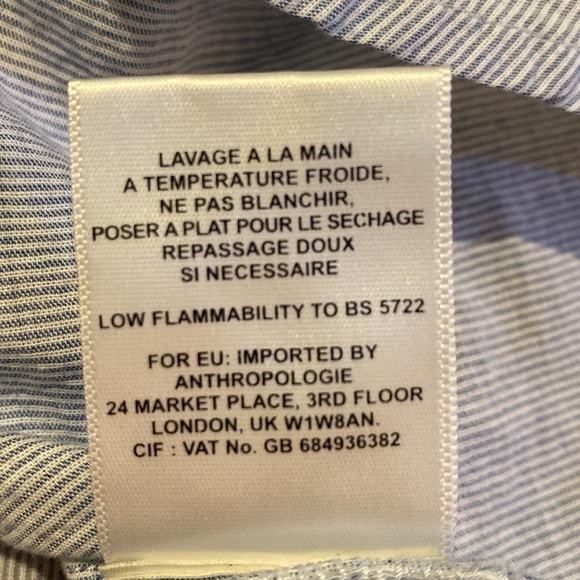 LAVAGE A LA MAIN
A TEMPERATURE FROIDE,
NE PAS BLANCHIR,
POSER A PLAT POUR LE SECHAGE
REPASSAGE DOUX
SI NECESSAIRE
LOW FLAMMABILITY TO BS 5722
FOR EU: IMPORTED BY
ANTHROPOLOGIE
24 MARKET PLACE, 3RD FLOOR
LONDON, UK W1W8AN.
CIF : VAT No. GB 684936382